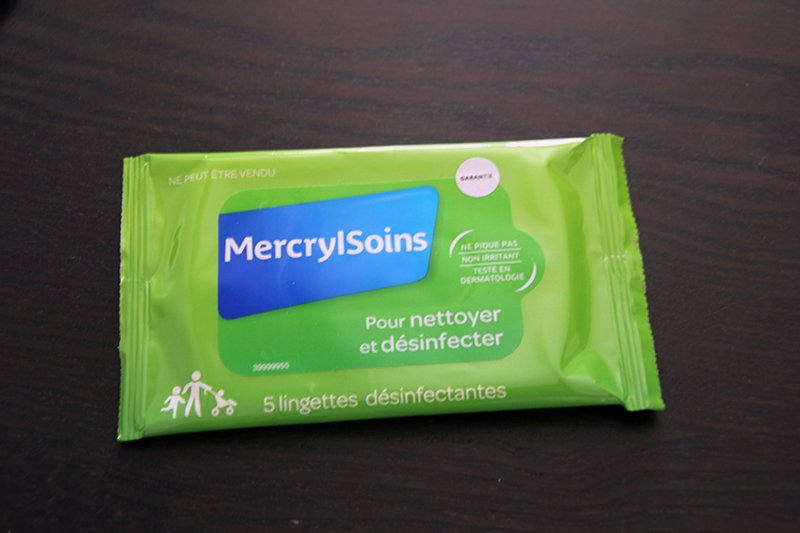 NE PEUT ÊTRE VENDU
GARANTIE
MercrylSoins
NE PIQUE PAS
NON IRRITANT
TESTÉ EN
DERMATOLOGIE
Pour nettoyer
et désinfecter
39999955
5 lingettes désinfectantes